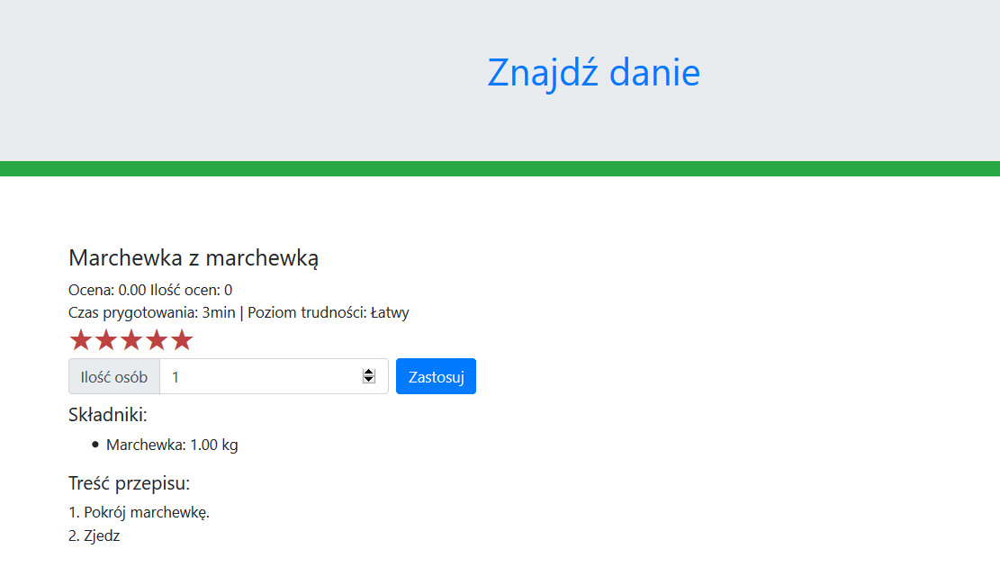 Znajdź danie
Marchewka z marchewką
Ocena: 0.00 Ilość ocen: 0
Czas prygotowania: 3min | Poziom trudności: Łatwy
Ilość osób 1 Zastosuj
Składniki:
Marchewka: 1.00 kg
Treść przepisu:
1. Pokrój marchewkę.
2. Zjedz